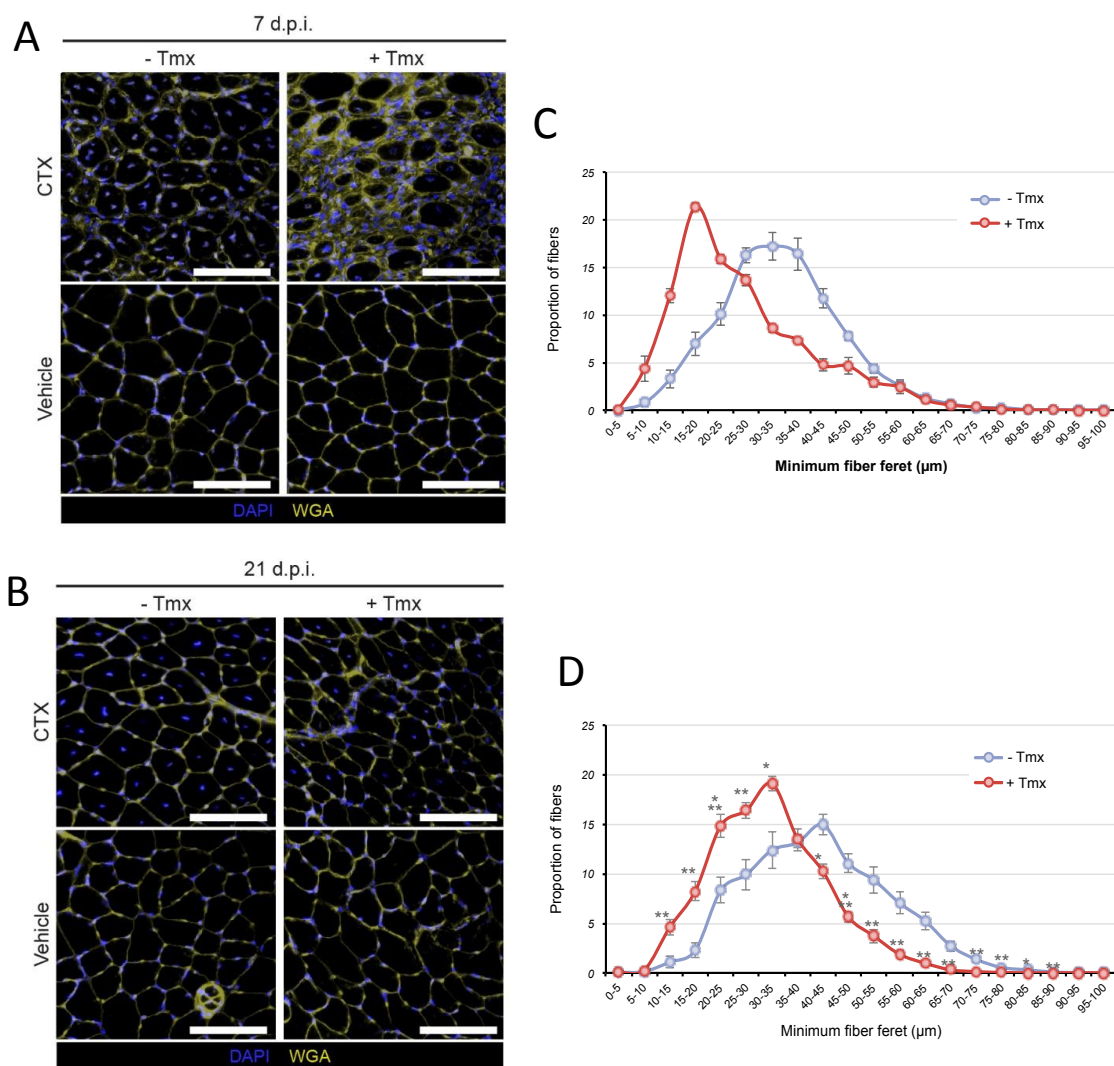 A
7 d.p.i.
- Tmx + Tmx
CTX
Vehicle
DAPI WGA
B
21 d.p.i.
- Tmx + Tmx
CTX
Vehicle
DAPI WGA
C
Proportion of fibers
25
20
15
10
5
0
- Tmx
+ Tmx
0-5 5-10 10-15 15-20 20-25 25-30 30-35 35-40 40-45 45-50 50-55 55-60 60-65 65-70 70-75 75-80 80-85 85-90 90-95 95-100
Minimum fiber feret (µm)
D
Proportion of fibers
25
20
15
10
5
0
- Tmx
+ Tmx
** ** * ** ** * * * ** ** ** ** ** ** ** * **
0-5 5-10 10-15 15-20 20-25 25-30 30-35 35-40 40-45 45-50 50-55 55-60 60-65 65-70 70-75 75-80 80-85 85-90 90-95 95-100
Minimum fiber feret (µm)